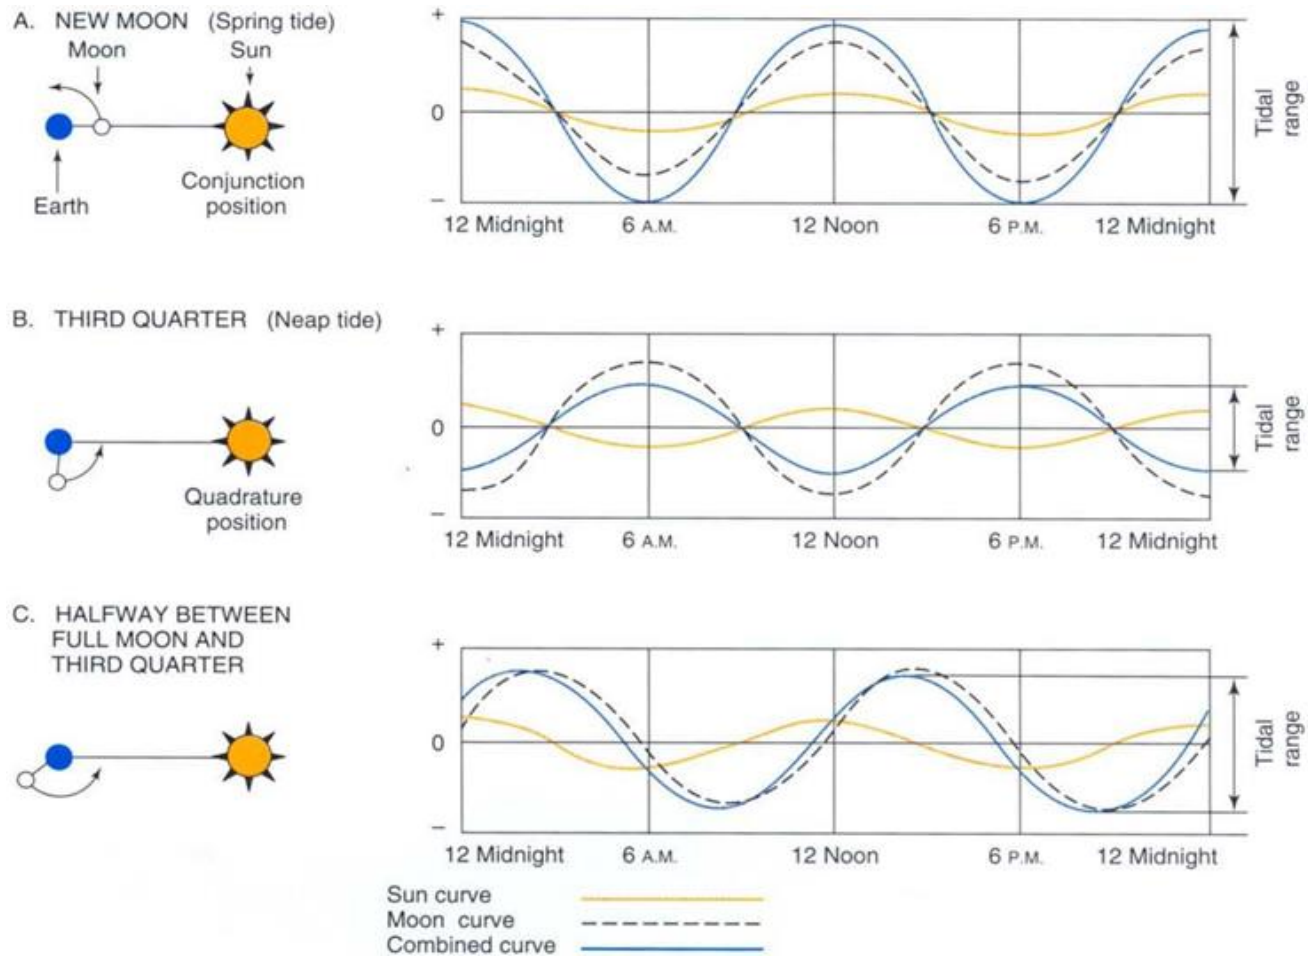 A. NEW MOON (Spring tide)
Moon
Sun
Earth
Conjunction
position
+
0
–
12 Midnight 6 A.M. 12 Noon 6 P.M. 12 Midnight
Tidal
range
B. THIRD QUARTER (Neap tide)
Quadrature
position
+
0
–
12 Midnight 6 A.M. 12 Noon 6 P.M. 12 Midnight
Tidal
range
C. HALFWAY BETWEEN
FULL MOON AND
THIRD QUARTER
+
0
–
12 Midnight 6 A.M. 12 Noon 6 P.M. 12 Midnight
Tidal
range
Sun curve
Moon curve
Combined curve